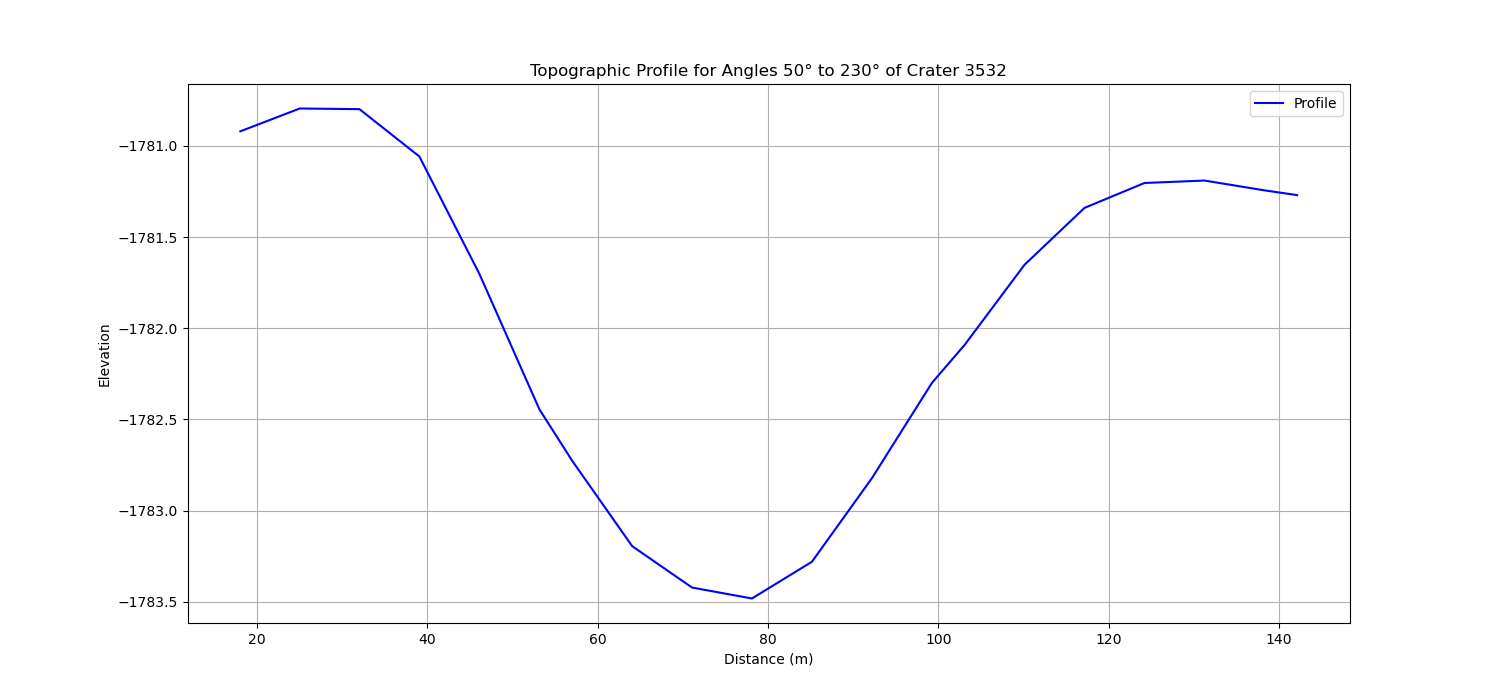 Topographic Profile for Angles 50° to 230° of Crater 3532
Profile
−1781.0
−1781.5
−1782.0
−1782.5
−1783.0
−1783.5
Elevation
20 40 60 80 100 120 140
Distance (m)